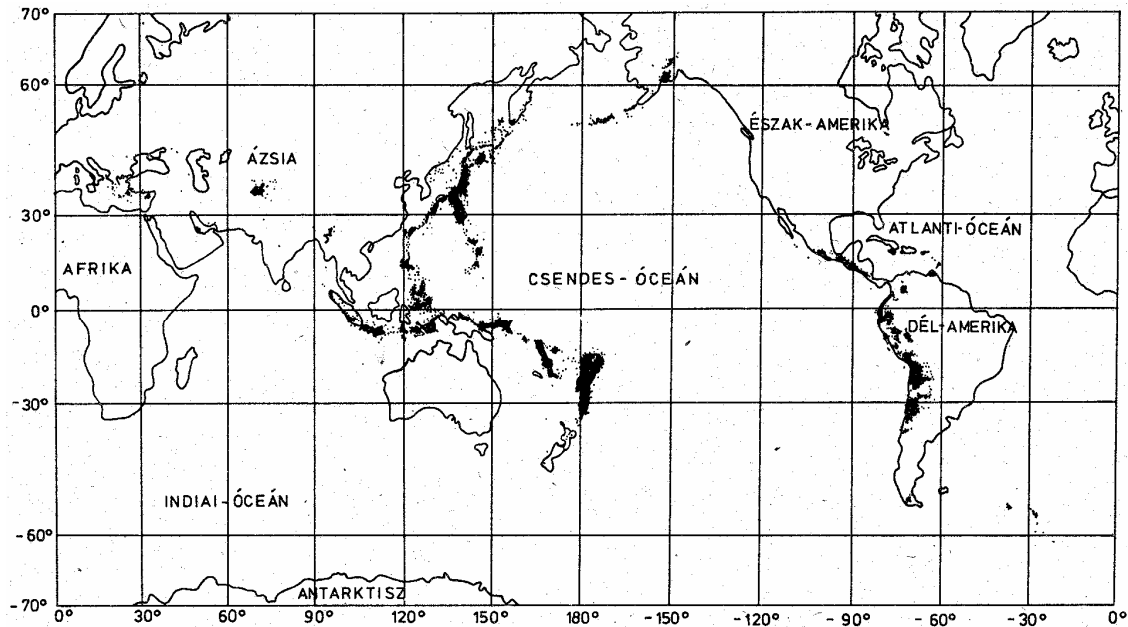 70°
60°
ÉSZAK-AMERIKA
ÁZSIA
30°
ATLANTI-ÓCEÁN
AFRIKA
CSENDES-ÓCEÁN
0°
DÉL-AMERIKA
-30°
INDIAI-ÓCEÁN
-60°
ANTARKTISZ
-70°
0° 30° 60° 90° 120° 150° 180° -150° -120° -90° -60° -30° 0°